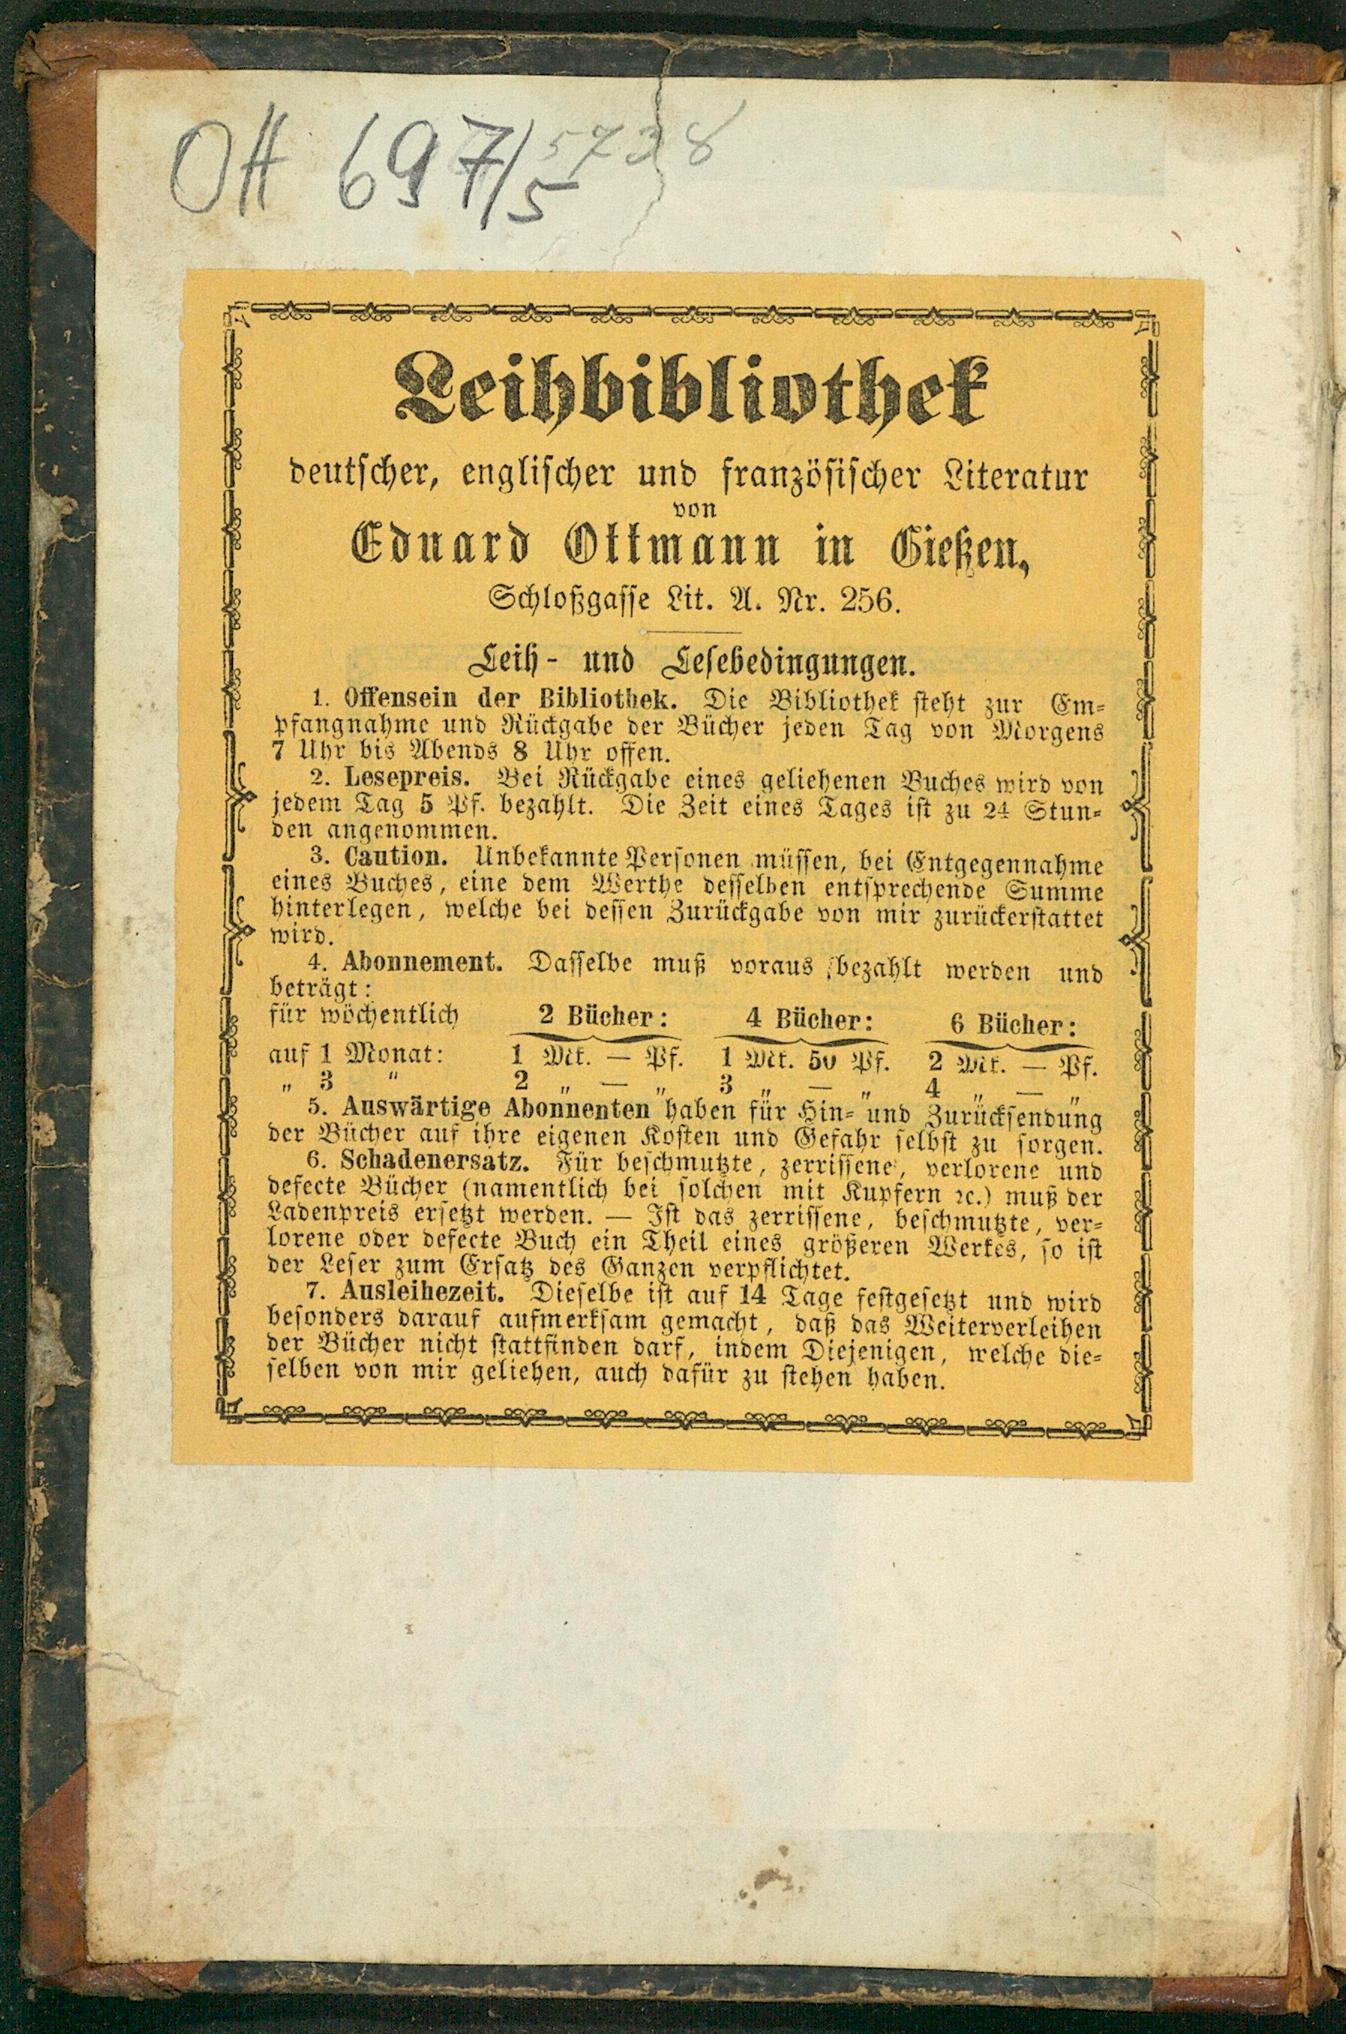 Ott 697/5
5738
Leihbibliothek
deutscher, englischer und französischer Literatur
von
Eduard Ottmann in Gießen,
Schloßgasse Lit. A. Nr. 256.
Leih- und Lesebedingungen.
1. Offensein der Bibliothek. Die Bibliothek steht zur Em-
pfangnahme und Rückgabe der Bücher jeden Tag von Morgens
7 Uhr bis Abends 8 Uhr offen.
2. Lesepreis. Bei Rückgabe eines geliehenen Buches wird von
jedem Tag 5 Pf. bezahlt. Die Zeit eines Tages ist zu 24 Stun-
den angenommen.
3. Caution. Unbekannte Personen müssen, bei Entgegennahme
eines Buches, eine dem Werthe desselben entsprechende Summe
hinterlegen, welche bei dessen Zurückgabe von mir zurückerstattet
wird.
4. Abonnement. Dasselbe muß voraus bezahlt werden und
beträgt:
für wöchentlich 2 Bücher: 4 Bücher: 6 Bücher:
auf 1 Monat: 1 Mk. — Pf. 1 Mk. 50 Pf. 2 Mk. — Pf.
„ 3 „ 2 „ — „ 3 „ — „ 4 „ — „
5. Auswärtige Abonnenten haben für Hin- und Zurücksendung
der Bücher auf ihre eigenen Kosten und Gefahr selbst zu sorgen.
6. Schadenersatz. Für beschmutzte, zerrissene, verlorene und
defecte Bücher (namentlich bei solchen mit Kupfern ꝛc.) muß der
Ladenpreis ersetzt werden. — Ist das zerrissene, beschmutzte, ver-
lorene oder defecte Buch ein Theil eines größeren Werkes, so ist
der Leser zum Ersatz des Ganzen verpflichtet.
7. Ausleihezeit. Dieselbe ist auf 14 Tage festgesetzt und wird
besonders darauf aufmerksam gemacht, daß das Weiterverleihen
der Bücher nicht stattfinden darf, indem Diejenigen, welche die-
selben von mir geliehen, auch dafür zu stehen haben.